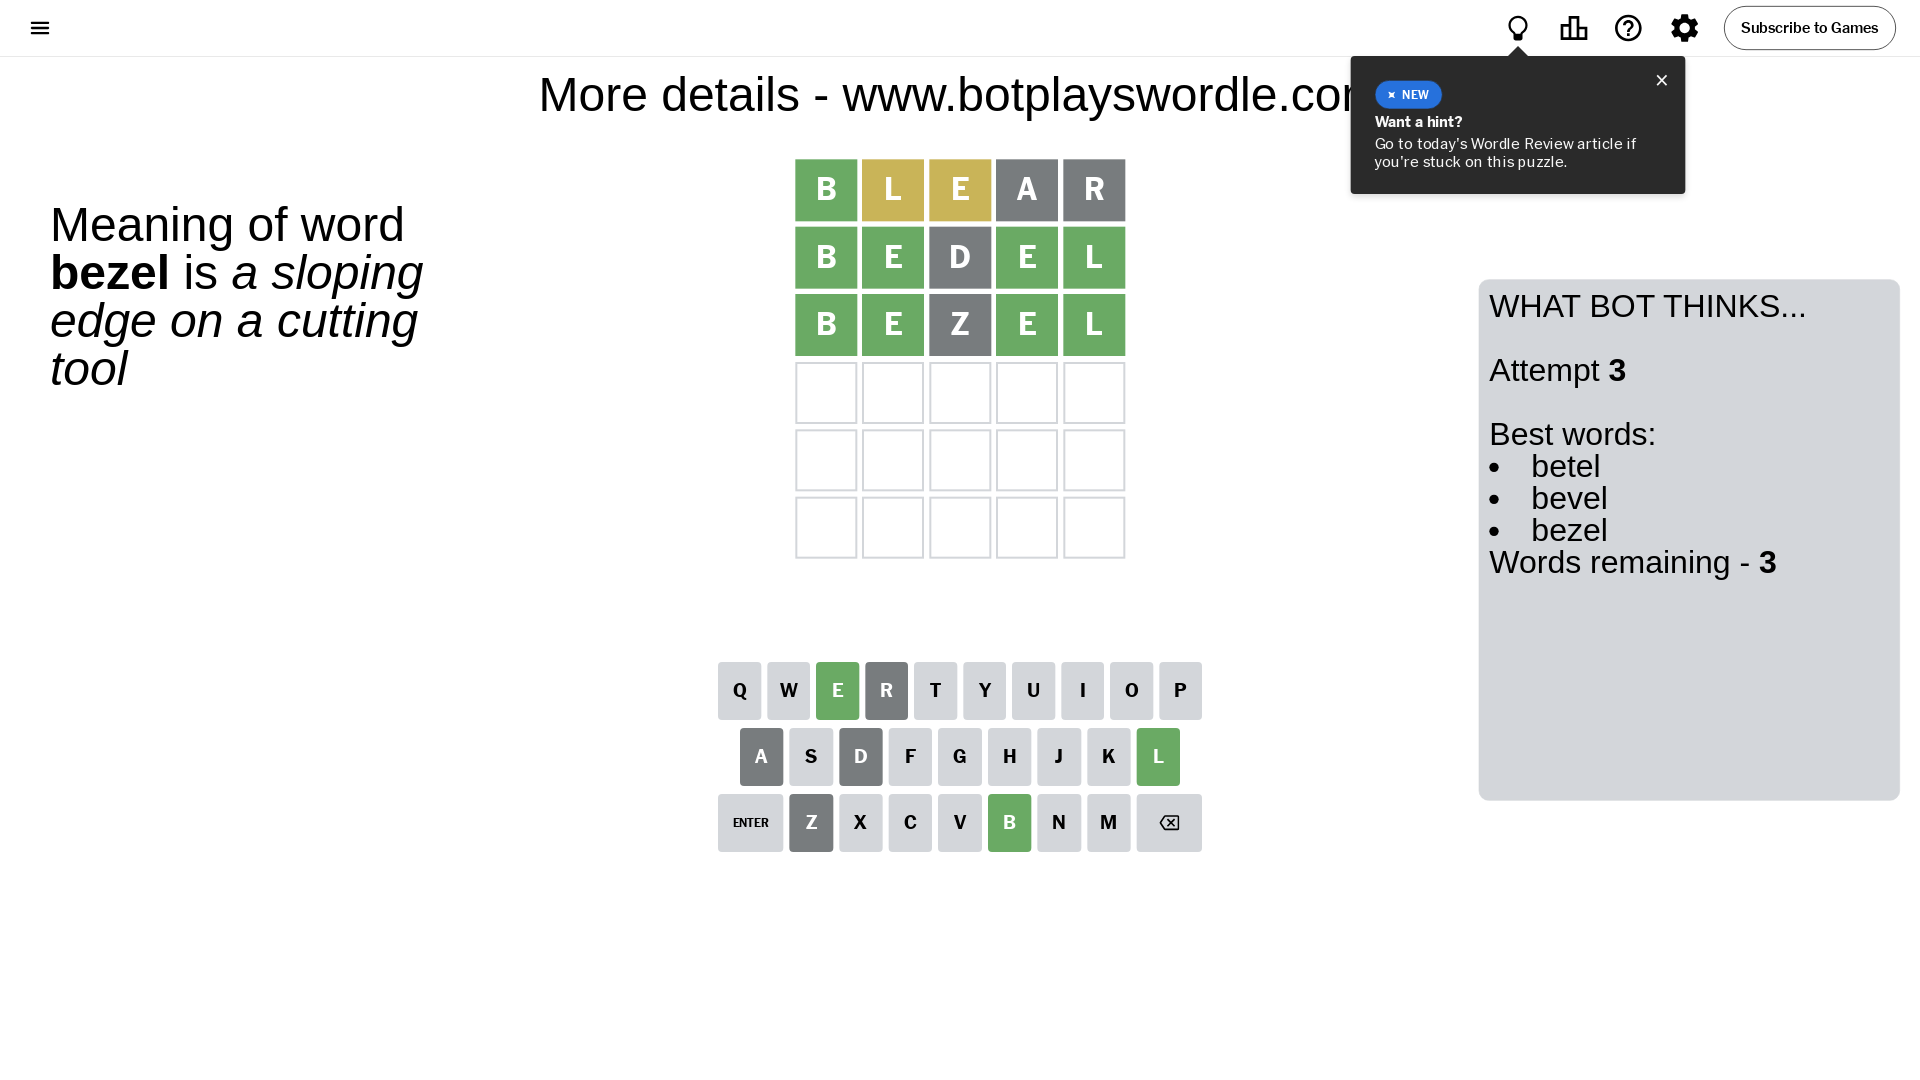 Subscribe to Games
More details - www.botplayswordle.co
NEW
Want a hint?
Go to today's Wordle Review article if
you're stuck on this puzzle.
Meaning of word
bezel is a sloping
edge on a cutting
tool
B L E A R
B E D E L
B E Z E L
WHAT BOT THINKS...
Attempt 3
Best words:
• betel
• bevel
• bezel
Words remaining - 3
Q W E R T Y U I O P
A S D F G H J K L
ENTER Z X C V B N M